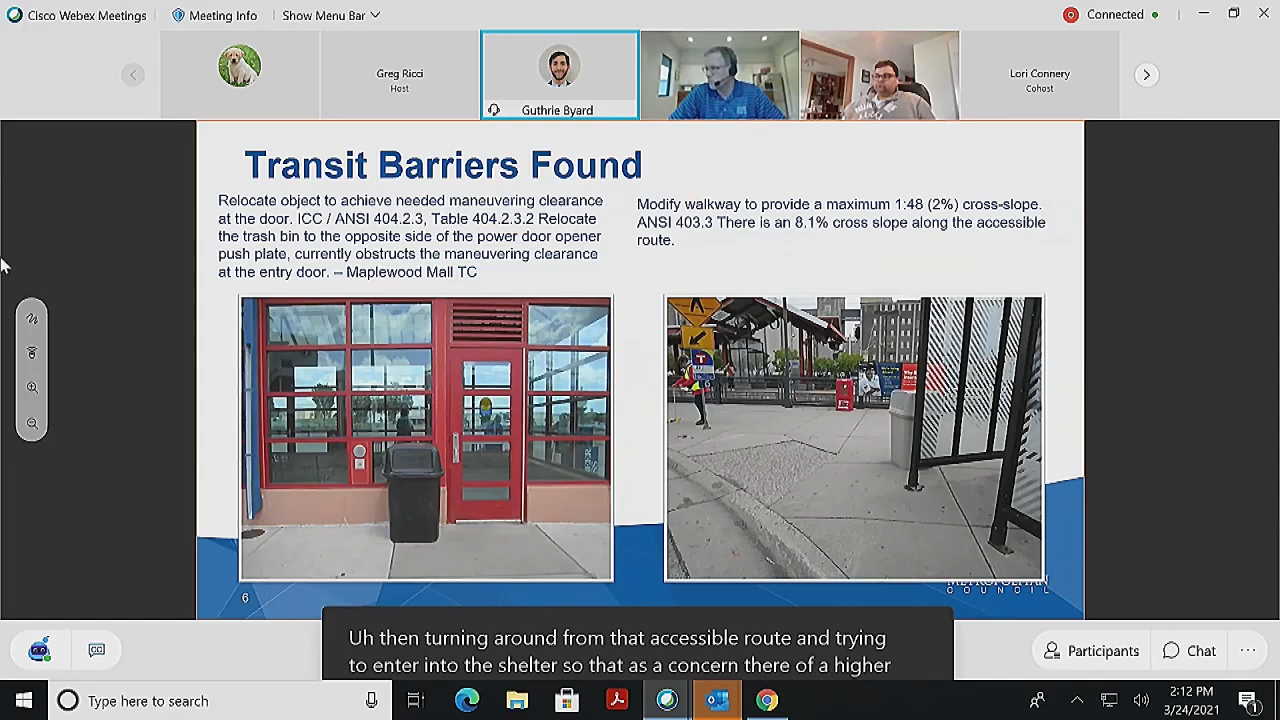 Cisco Webex Meetings
Meeting Info
Show Menu Bar
Connected
Greg Ricci
Host
Guthrie Byard
Lori Connery
Cohost
Transit Barriers Found
Relocate object to achieve needed maneuvering clearance
at the door. ICC / ANSI 404.2.3, Table 404.2.3.2 Relocate
the trash bin to the opposite side of the power door opener
push plate, currently obstructs the maneuvering clearance
at the entry door. – Maplewood Mall TC
Modify walkway to provide a maximum 1:48 (2%) cross-slope.
ANSI 403.3 There is an 8.1% cross slope along the accessible
route.
T
6
METROPOLITAN
COUNCIL
Uh then turning around from that accessible route and trying
to enter into the shelter so that as a concern there of a higher
CC
Participants
Chat
Type here to search
2:12 PM
3/24/2021
1